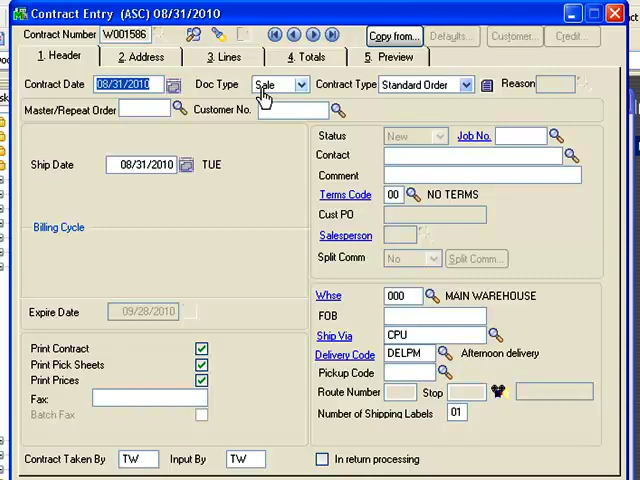 Contract Entry (ASC) 08/31/2010
Contract Number W001586 Copy from... Defaults... Customer... Credit...
1. Header 2. Address 3. Lines 4. Totals 5. Preview
Contract Date 08/31/2010 Doc Type Sale Contract Type Standard Order Reason
Master/Repeat Order Customer No.
Status New Job No.
Contact
Ship Date 08/31/2010 TUE
Comment
Terms Code 00 NO TERMS
Cust PO
Billing Cycle
Salesperson
Split Comm No Split Comm...
Whse 000 MAIN WAREHOUSE
Expire Date 09/28/2010
FOB
Ship Via CPU
Print Contract
Delivery Code DELPM Afternoon delivery
Print Pick Sheets
Pickup Code
Print Prices
Route Number Stop
Fax:
Batch Fax
Number of Shipping Labels 01
Contract Taken By TW Input By TW In return processing